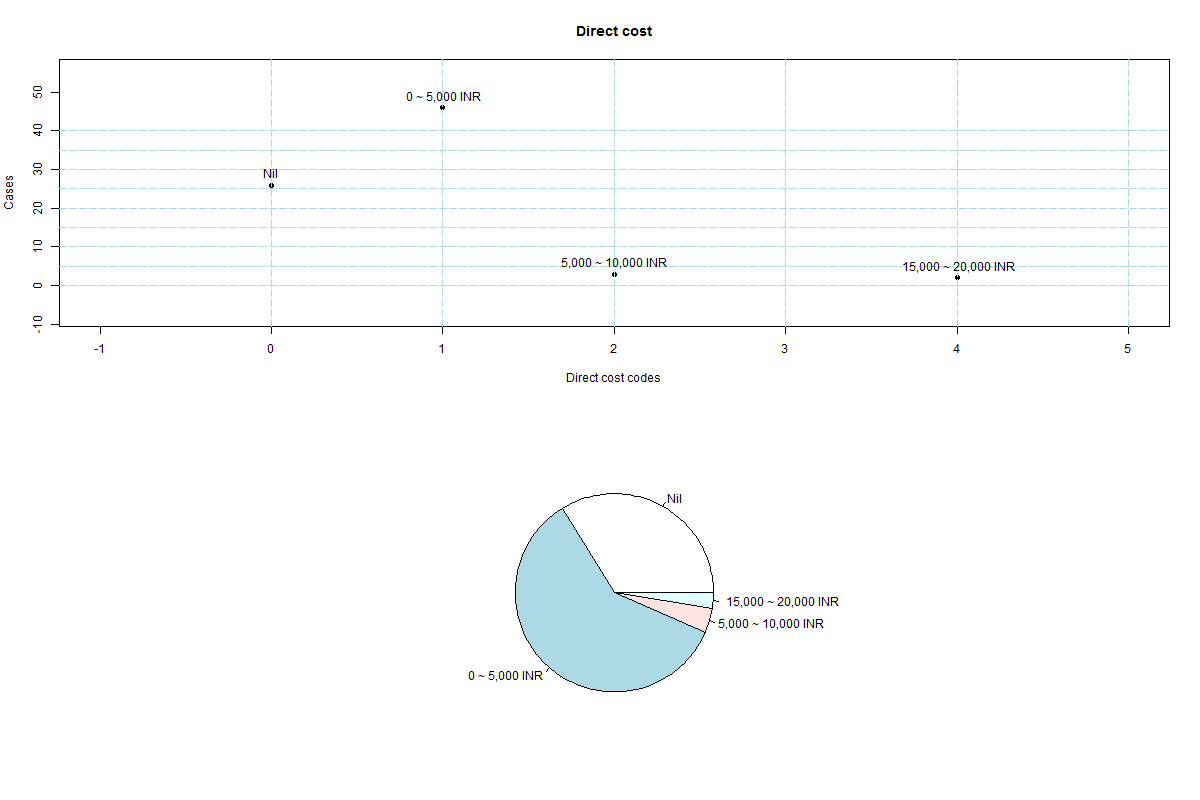 Direct cost
Cases
50
40
30
20
10
0
-10
0 ~ 5,000 INR
Nil
5,000 ~ 10,000 INR
15,000 ~ 20,000 INR
-1 0 1 2 3 4 5
Direct cost codes
Nil
15,000 ~ 20,000 INR
5,000 ~ 10,000 INR
0 ~ 5,000 INR